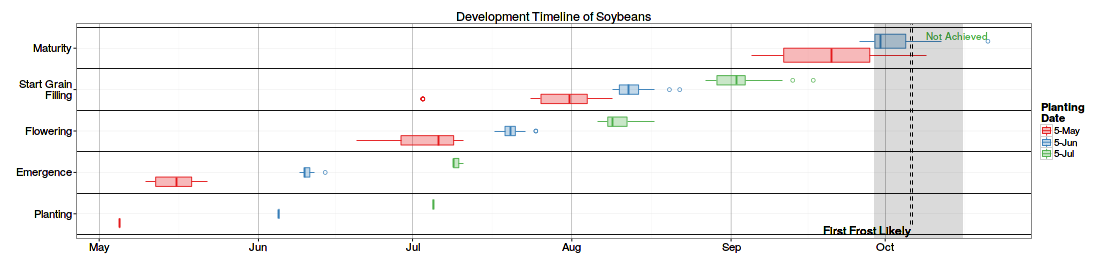 Development Timeline of Soybeans
Maturity
Not Achieved
Start Grain
Filling
Flowering
Emergence
Planting
First Frost Likely
May Jun Jul Aug Sep Oct
Planting
Date
5-May
5-Jun
5-Jul